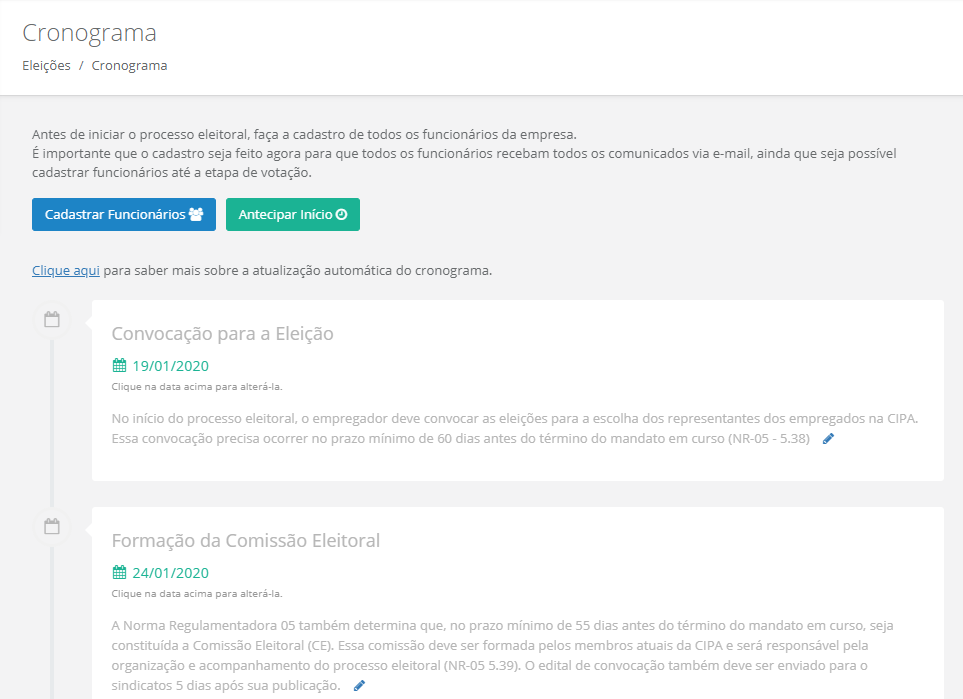 Cronograma
Eleições / Cronograma
Antes de iniciar o processo eleitoral, faça a cadastro de todos os funcionários da empresa.
É importante que o cadastro seja feito agora para que todos os funcionários recebam todos os comunicados via e-mail, ainda que seja possível
cadastrar funcionários até a etapa de votação.
Cadastrar Funcionários
Antecipar Início
Clique aqui para saber mais sobre a atualização automática do cronograma.
Convocação para a Eleição
19/01/2020
Clique na data acima para alterá-la.
No início do processo eleitoral, o empregador deve convocar as eleições para a escolha dos representantes dos empregados na CIPA.
Essa convocação precisa ocorrer no prazo mínimo de 60 dias antes do término do mandato em curso (NR-05 - 5.38)
Formação da Comissão Eleitoral
24/01/2020
Clique na data acima para alterá-la.
A Norma Regulamentadora 05 também determina que, no prazo mínimo de 55 dias antes do término do mandato em curso, seja
constituída a Comissão Eleitoral (CE). Essa comissão deve ser formada pelos membros atuais da CIPA e será responsável pela
organização e acompanhamento do processo eleitoral (NR-05 5.39). O edital de convocação também deve ser enviado para o
sindicatos 5 dias após sua publicação.